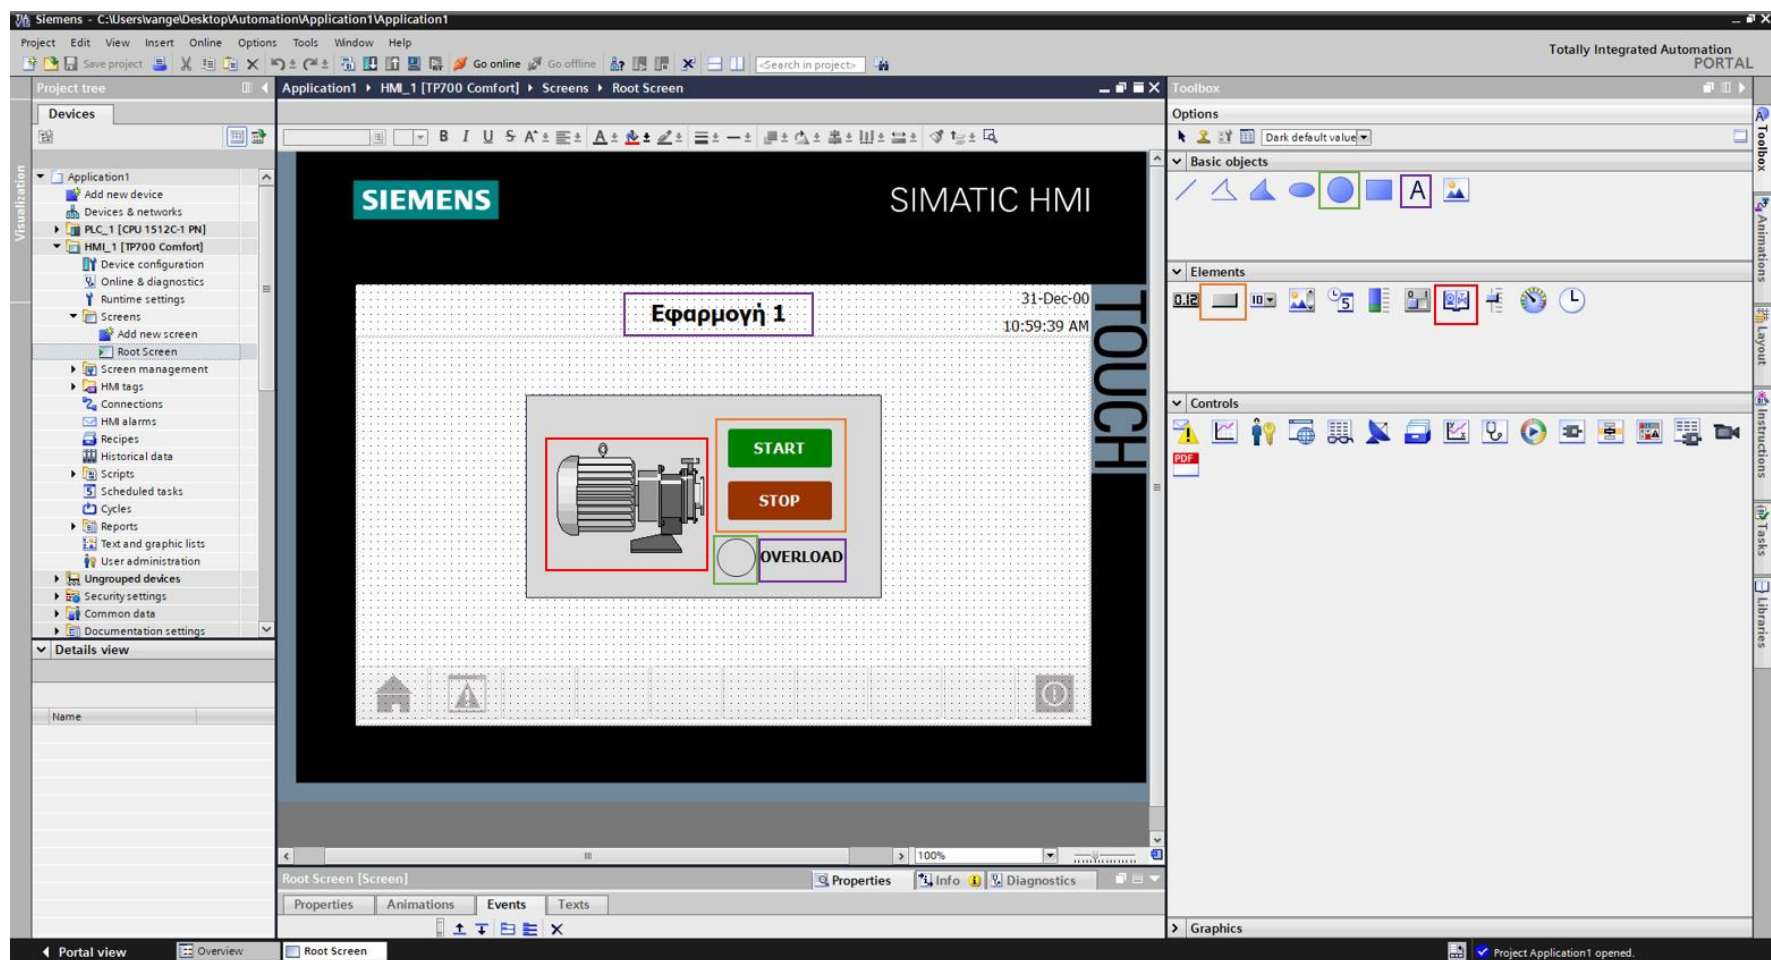 Siemens - C:\Users\vange\Desktop\Automation\Application1\Application1
Project Edit View Insert Online Options Tools Window Help
Totally Integrated Automation
PORTAL
Save project Go online Go offline <Search in project>
Project tree
Application1 ▸ HMI_1 [TP700 Comfort] ▸ Screens ▸ Root Screen
Toolbox
Devices
Options
B I U S A A
Dark default value
Visualization
Application1
Add new device
Devices & networks
PLC_1 [CPU 1512C-1 PN]
HMI_1 [TP700 Comfort]
Device configuration
Online & diagnostics
Runtime settings
Screens
Add new screen
Root Screen
Screen management
HMI tags
Connections
HMI alarms
Recipes
Historical data
Scripts
Scheduled tasks
Cycles
Reports
Text and graphic lists
User administration
Ungrouped devices
Security settings
Common data
Documentation settings
Details view
Name
SIEMENS
SIMATIC HMI
TOUCH
Εφαρμογή 1
31-Dec-00
10:59:39 AM
START
STOP
OVERLOAD
100%
Root Screen [Screen]
Properties Info Diagnostics
Properties Animations Events Texts
Basic objects
A
Elements
0.12 10 5
Controls
PDF
Graphics
Toolbox
Animations
Layout
Instructions
Tasks
Libraries
Portal view Overview Root Screen
Project Application1 opened.